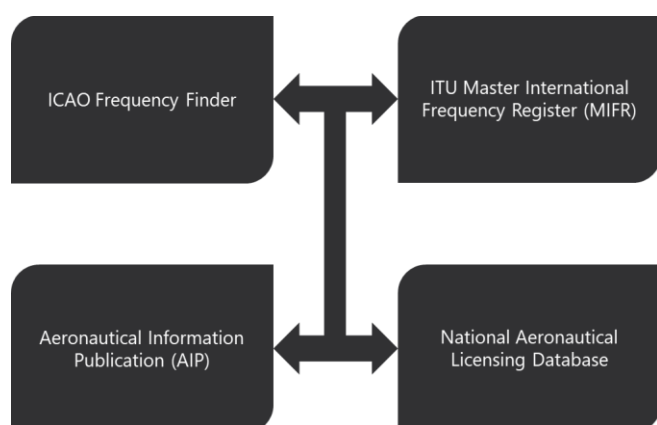 ICAO Frequency Finder
ITU Master International
Frequency Register (MIFR)
Aeronautical Information
Publication (AIP)
National Aeronautical
Licensing Database